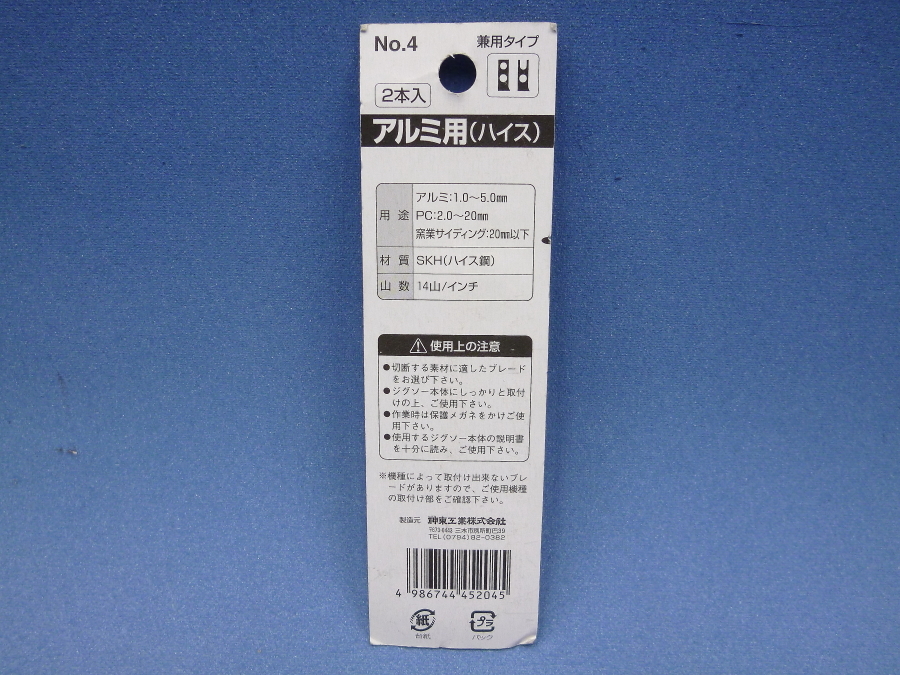 No.4
兼用タイプ
2本入
アルミ用(ハイス)
用途
アルミ:1.0〜5.0mm
PC:2.0〜20mm
窯業サイディング:20mm以下
材質 SKH(ハイス鋼)
山数 14山/インチ
使用上の注意
●切断する素材に適したブレード
をお選び下さい。
●ジグソー本体にしっかりと取付
けの上、ご使用下さい。
●作業時は保護メガネをかけご使
用下さい。
●使用するジグソー本体の説明書
を十分に読み、ご使用下さい。
※機種によって取付け出来ないブレ
ードがありますので、ご使用機種
の取付け部をご確認下さい。
製造元 神東工業株式会社
三木市
TEL(0794)82-0382
4 986744 452045
紙
プラ
台紙
パック